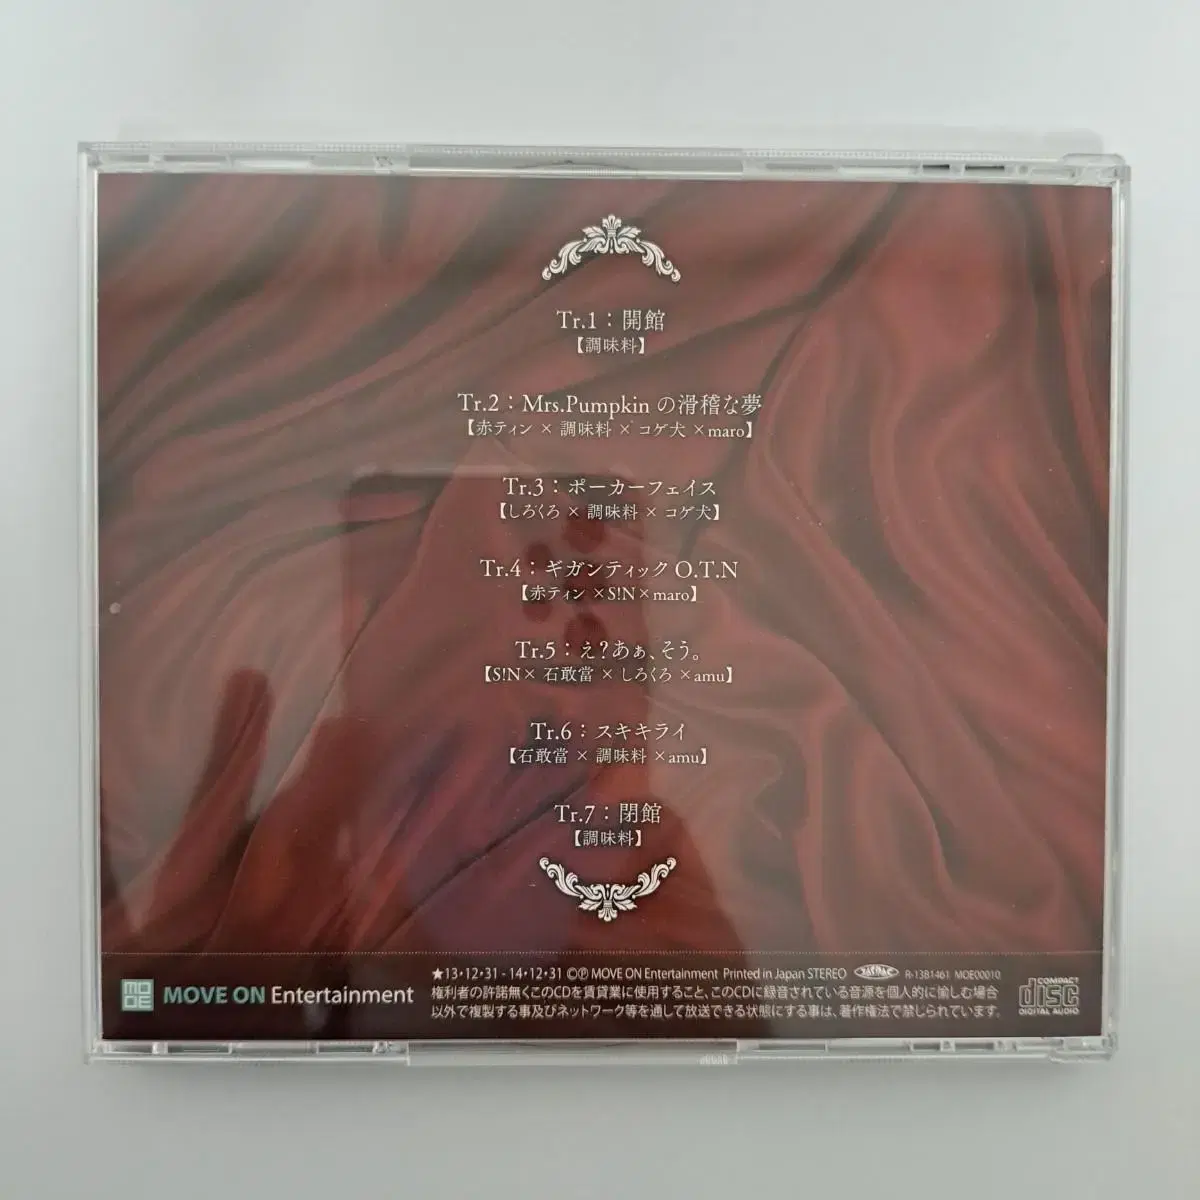 Tr.1：開館
【調味料】
Tr.2：Mrs.Pumpkin の滑稽な夢
【赤ティン × 調味料 × コゲ犬 ×maro】
Tr.3：ポーカーフェイス
【しろくろ × 調味料 × コゲ犬】
Tr.4：ギガンティック O.T.N
【赤ティン ×S!N×maro】
Tr.5：え？あぁ、そう。
【S!N× 石敢當 × しろくろ ×amu】
Tr.6：スキキライ
【石敢當 × 調味料 ×amu】
Tr.7：閉館
【調味料】
MO
OE
MOVE ON Entertainment
★13・12・31 - 14・12・31 ©Ⓟ MOVE ON Entertainment Printed in Japan STEREO JASRAC R-13B1461 MOE00010
権利者の許諾無くこのCDを賃貸業に使用すること、このCDに録音されている音源を個人的に愉しむ場合
以外で複製する事及びネットワーク等を通して放送できる状態にする事は、著作権法で禁じられています。
COMPACT
disc
DIGITAL AUDIO